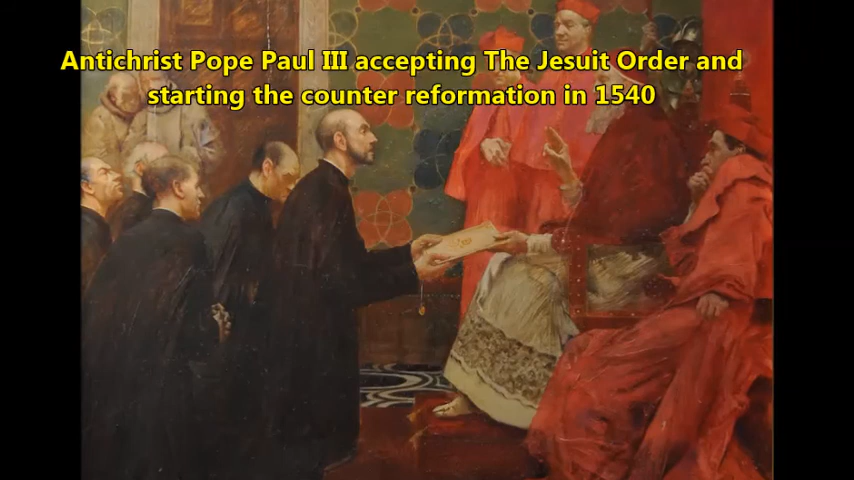 Antichrist Pope Paul III accepting The Jesuit Order and
starting the counter reformation in 1540